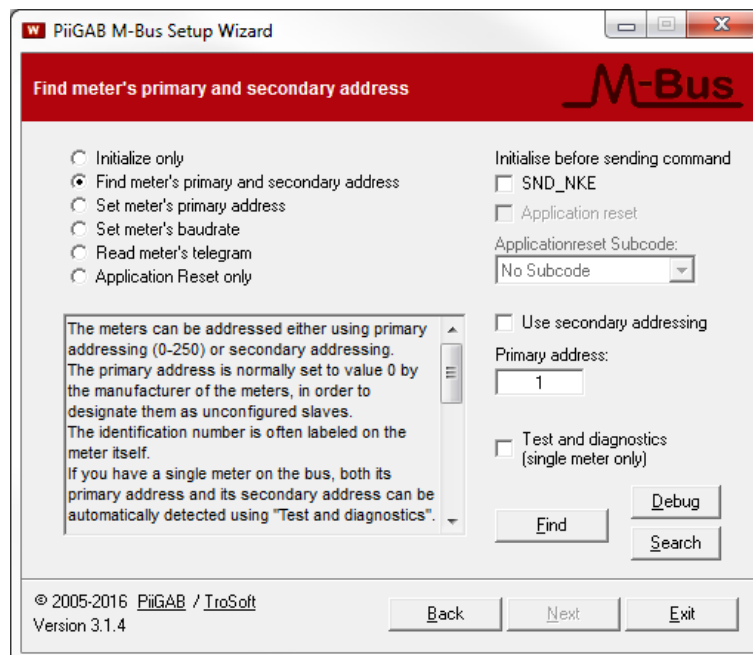 PiiGAB M-Bus Setup Wizard
Find meter's primary and secondary address
M-Bus
Initialize only
Find meter's primary and secondary address
Set meter's primary address
Set meter's baudrate
Read meter's telegram
Application Reset only
The meters can be addressed either using primary
addressing (0-250) or secondary addressing.
The primary address is normally set to value 0 by
the manufacturer of the meters, in order to
designate them as unconfigured slaves.
The identification number is often labeled on the
meter itself.
If you have a single meter on the bus, both its
primary address and its secondary address can be
automatically detected using "Test and diagnostics".
Initialise before sending command
SND_NKE
Application reset
Applicationreset Subcode:
No Subcode
Use secondary addressing
Primary address:
1
Test and diagnostics
(single meter only)
Find
Debug
Search
© 2005-2016 PiiGAB / TroSoft
Version 3.1.4
Back
Next
Exit